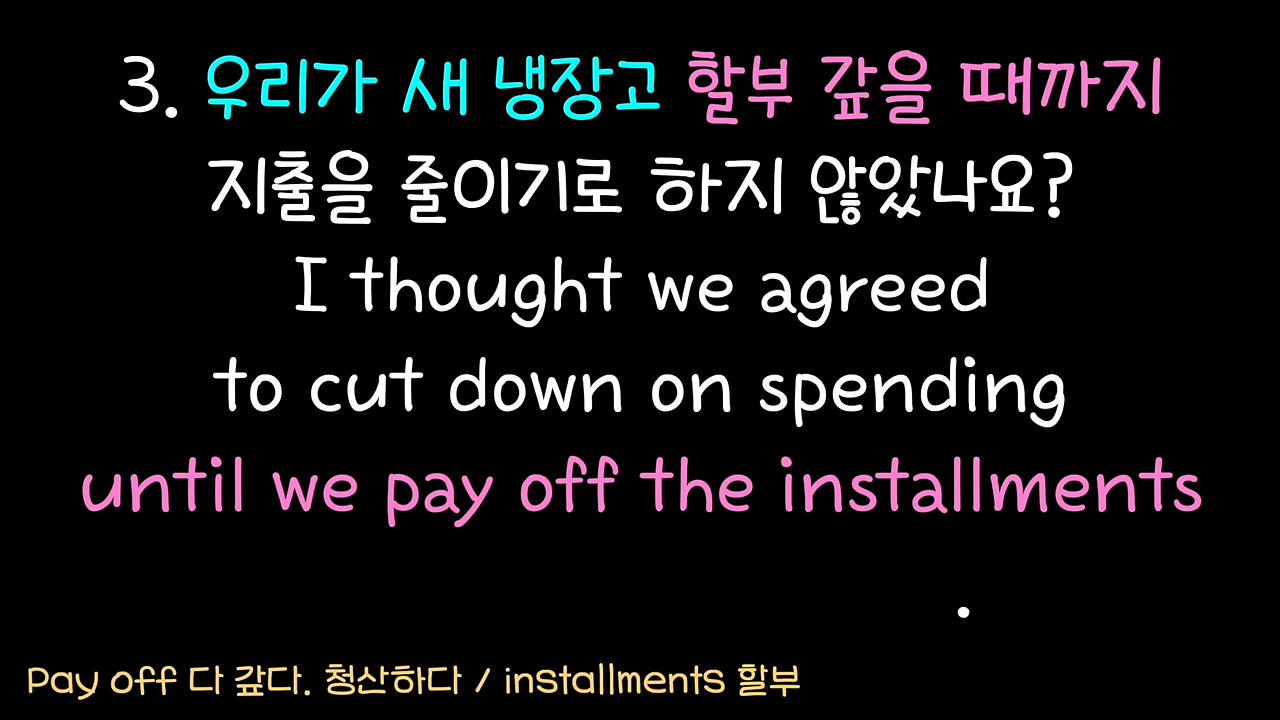 3. 우리가 새 냉장고 할부 갚을 때까지
지출을 줄이기로 하지 않았나요?
I thought we agreed
to cut down on spending
until we pay off the installments
.
Pay off 다 갚다. 청산하다 / installments 할부